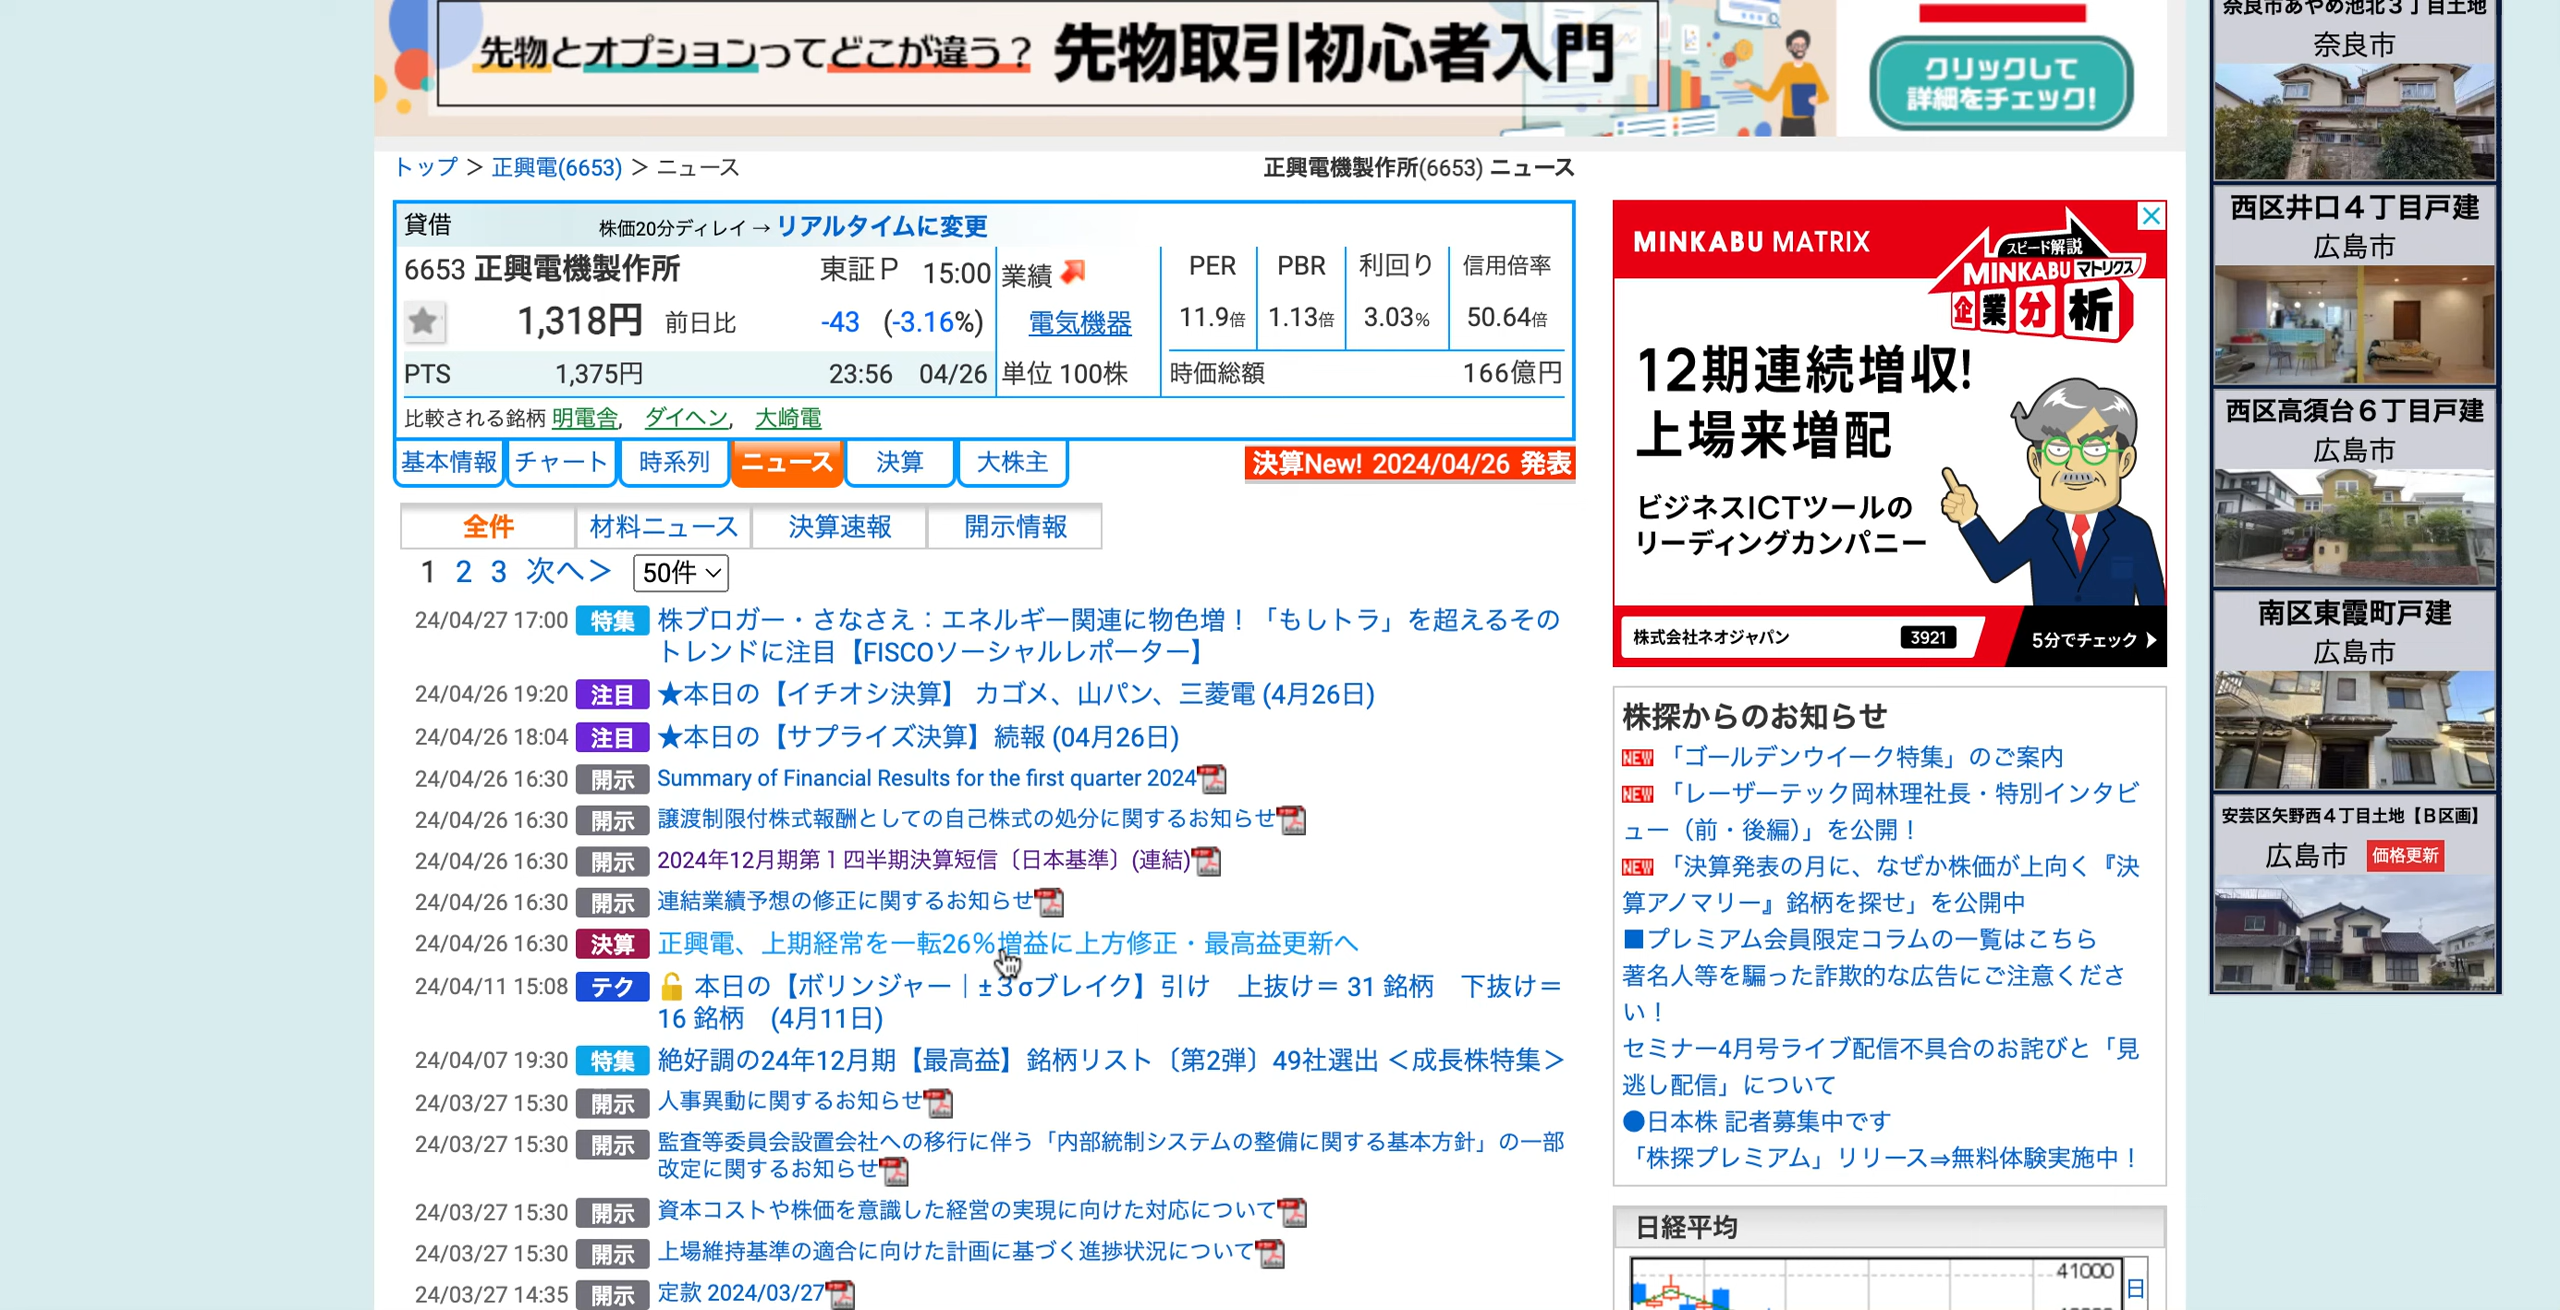 先物とオプションってどこが違う? 先物取引初心者入門
クリックして
詳細をチェック!
トップ > 正興電(6653) > ニュース
正興電機製作所(6653) ニュース
貸借
株価20分ディレイ → リアルタイムに変更
6653 正興電機製作所 東証P 15:00
1,318円 前日比 -43 (-3.16%)
PTS 1,375円 23:56 04/26
業績
電気機器
単位 100株
PER PBR 利回り 信用倍率
11.9倍 1.13倍 3.03% 50.64倍
時価総額 166億円
比較される銘柄 明電舎, ダイヘン, 大崎電
基本情報 チャート 時系列 ニュース 決算 大株主
決算New! 2024/04/26 発表
全件 材料ニュース 決算速報 開示情報
1 2 3 次へ＞ 50件
24/04/27 17:00 特集 株ブロガー・さなさえ：エネルギー関連に物色増！「もしトラ」を超えるその
トレンドに注目【FISCOソーシャルレポーター】
24/04/26 19:20 注目 ★本日の【イチオシ決算】 カゴメ、山パン、三菱電 (4月26日)
24/04/26 18:04 注目 ★本日の【サプライズ決算】続報 (04月26日)
24/04/26 16:30 開示 Summary of Financial Results for the first quarter 2024
24/04/26 16:30 開示 譲渡制限付株式報酬としての自己株式の処分に関するお知らせ
24/04/26 16:30 開示 2024年12月期第１四半期決算短信〔日本基準〕(連結)
24/04/26 16:30 開示 連結業績予想の修正に関するお知らせ
24/04/26 16:30 決算 正興電、上期経常を一転26％増益に上方修正・最高益更新へ
24/04/11 15:08 テク 本日の【ボリンジャー｜±３σブレイク】引け　上抜け＝ 31 銘柄　下抜け＝
16 銘柄　(4月11日)
24/04/07 19:30 特集 絶好調の24年12月期【最高益】銘柄リスト〔第2弾〕49社選出 ＜成長株特集＞
24/03/27 15:30 開示 人事異動に関するお知らせ
24/03/27 15:30 開示 監査等委員会設置会社への移行に伴う「内部統制システムの整備に関する基本方針」の一部
改定に関するお知らせ
24/03/27 15:30 開示 資本コストや株価を意識した経営の実現に向けた対応について
24/03/27 15:30 開示 上場維持基準の適合に向けた計画に基づく進捗状況について
24/03/27 14:35 開示 定款 2024/03/27
MINKABU MATRIX
スピード解説
MINKABU マトリクス
企業分析
12期連続増収!
上場来増配
ビジネスICTツールの
リーディングカンパニー
株式会社ネオジャパン 3921 5分でチェック
株探からのお知らせ
NEW 「ゴールデンウイーク特集」のご案内
NEW 「レーザーテック岡林理社長・特別インタビ
ュー（前・後編）」を公開！
NEW 「決算発表の月に、なぜか株価が上向く『決
算アノマリー』銘柄を探せ」を公開中
■プレミアム会員限定コラムの一覧はこちら
著名人等を騙った詐欺的な広告にご注意くださ
い！
セミナー4月号ライブ配信不具合のお詫びと「見
逃し配信」について
●日本株 記者募集中です
「株探プレミアム」リリース⇒無料体験実施中！
日経平均
41000
日
奈良市あやめ池北３丁目土地
奈良市
西区井口４丁目戸建
広島市
西区高須台６丁目戸建
広島市
南区東霞町戸建
広島市
安芸区矢野西４丁目土地【Ｂ区画】
広島市 価格更新